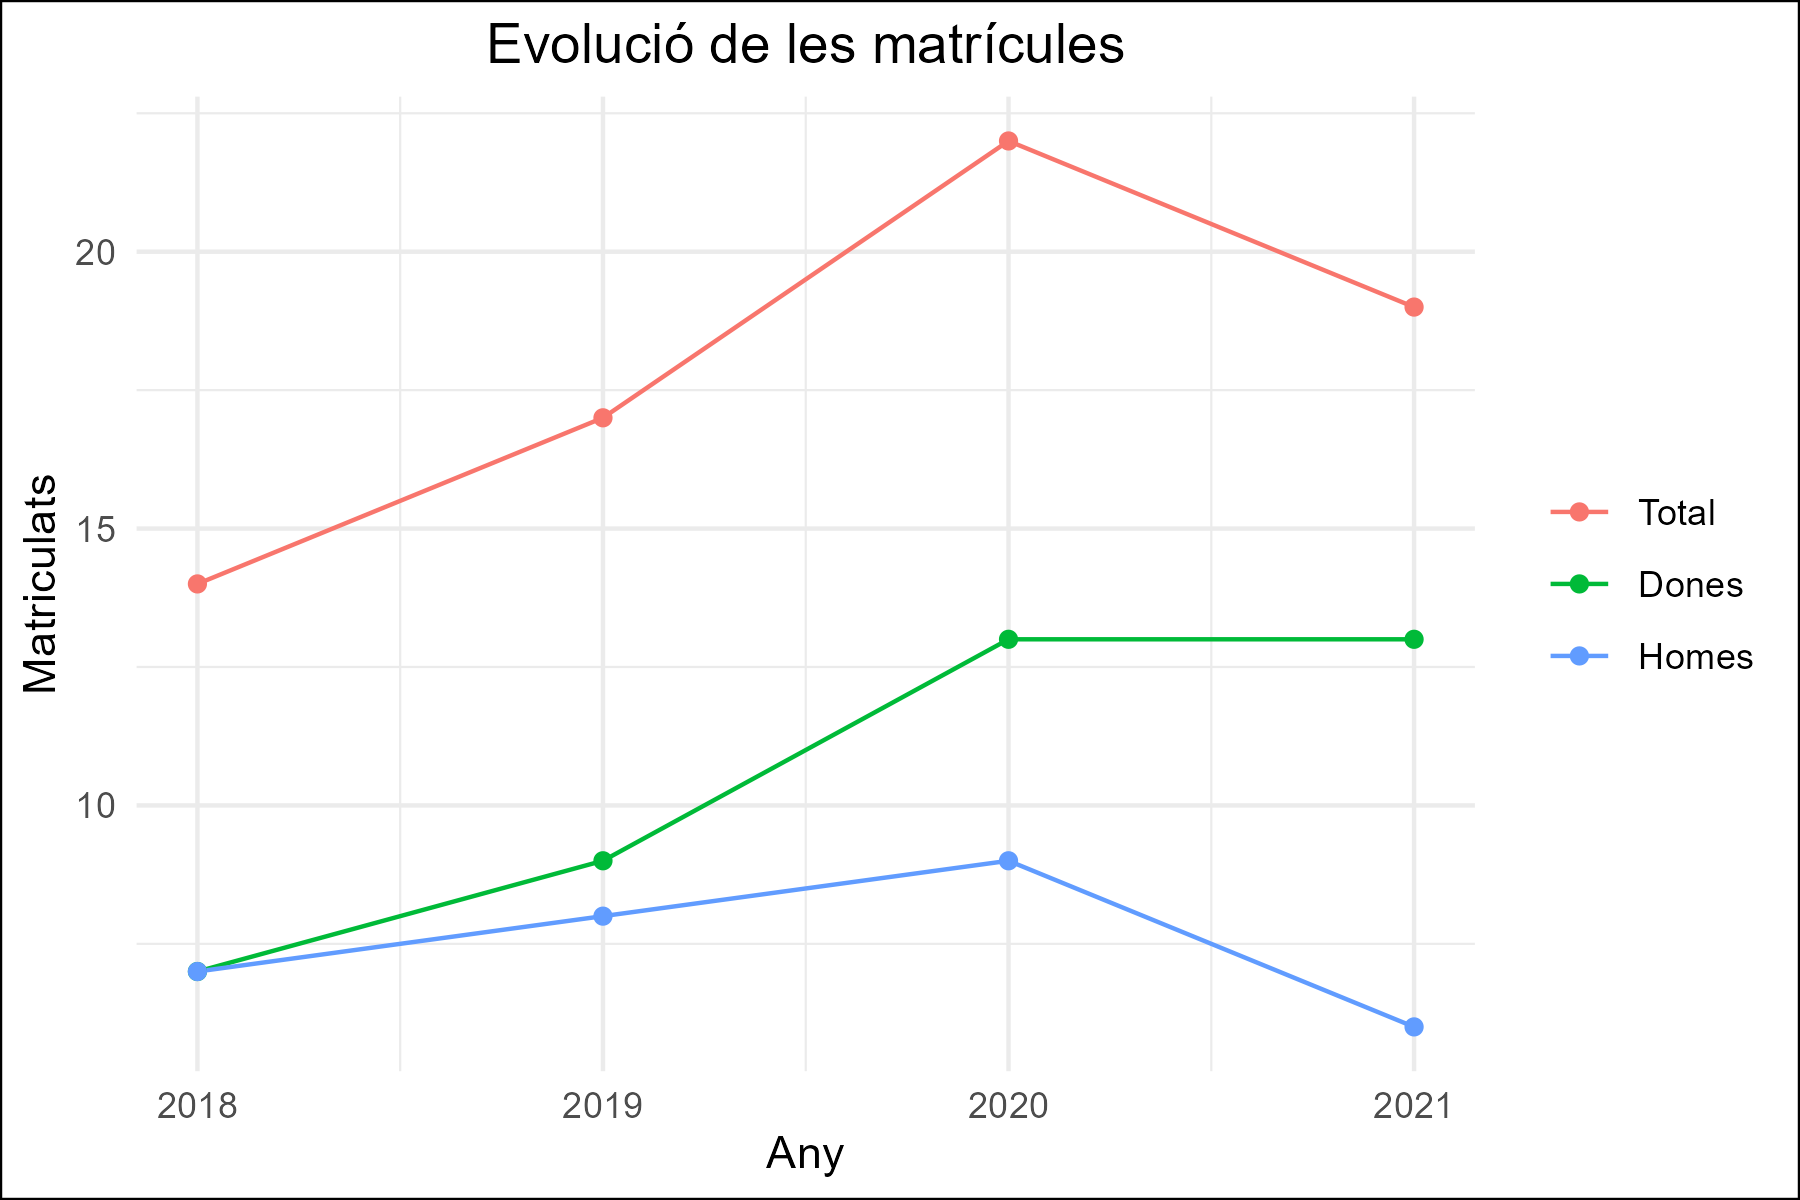 Evolució de les matrícules
20
15
10
Matriculats
2018 2019 2020 2021
Any
Total
Dones
Homes